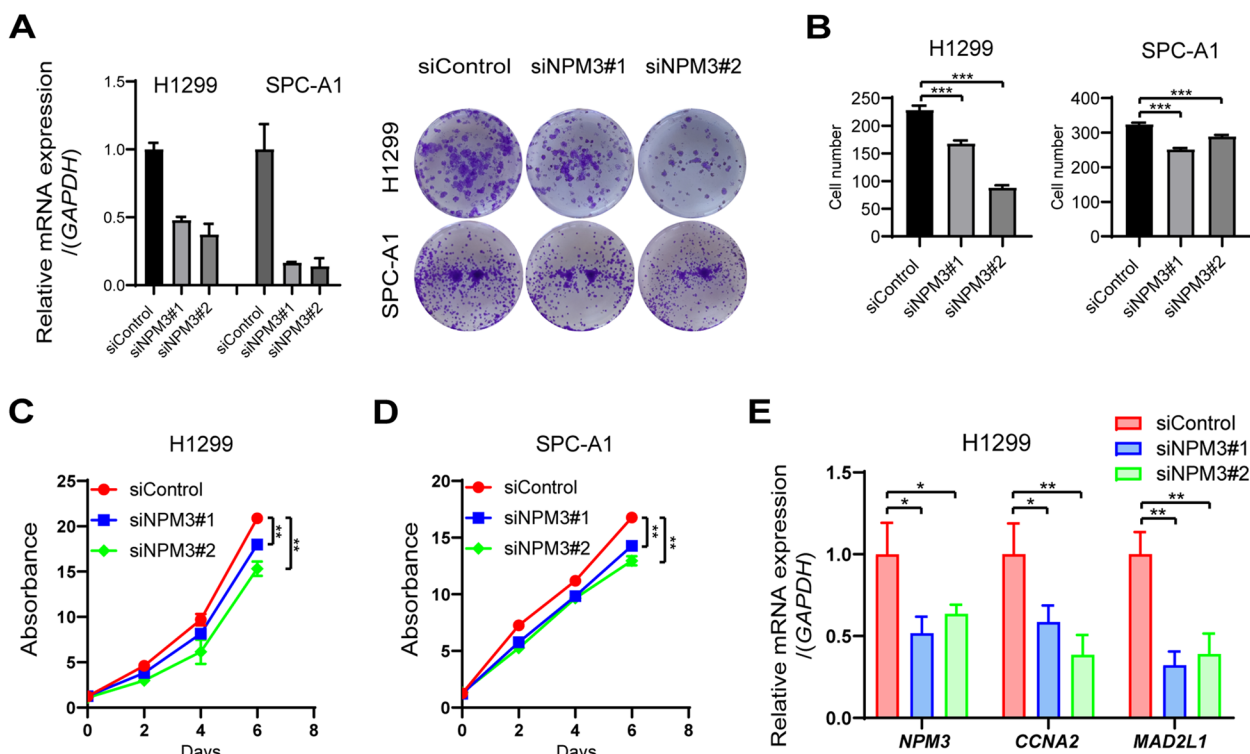 A
Relative mRNA expression
/(GAPDH)
1.5
1.0
0.5
0.0
H1299
SPC-A1
siControl
siNPM3#1
siNPM3#2
siControl
siNPM3#1
siNPM3#2
siControl
siNPM3#1
siNPM3#2
H1299
SPC-A1
B
H1299
Cell number
250
200
150
100
50
0
***
***
siControl
siNPM3#1
siNPM3#2
SPC-A1
Cell number
400
300
200
100
0
***
***
siControl
siNPM3#1
siNPM3#2
C
H1299
Absorbance
25
20
15
10
5
0
siControl
siNPM3#1
siNPM3#2
**
**
0 2 4 6 8
Days
D
SPC-A1
Absorbance
20
15
10
5
0
siControl
siNPM3#1
siNPM3#2
**
**
0 2 4 6 8
Days
E
H1299
siControl
siNPM3#1
siNPM3#2
Relative mRNA expression
/(GAPDH)
1.5
1.0
0.5
0.0
*
*
**
*
**
**
NPM3 CCNA2 MAD2L1